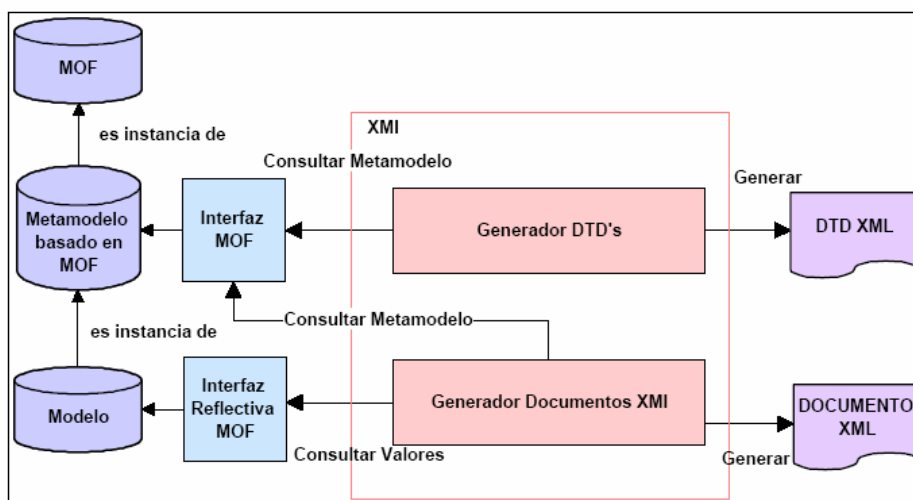 MOF
es instancia de
XMI
Consultar Metamodelo
Generar
Metamodelo
basado en
MOF
Interfaz
MOF
Generador DTD's
DTD XML
Consultar Metamodelo
es instancia de
Modelo
Interfaz
Reflectiva
MOF
Generador Documentos XMI
DOCUMENTO
XML
Consultar Valores
Generar